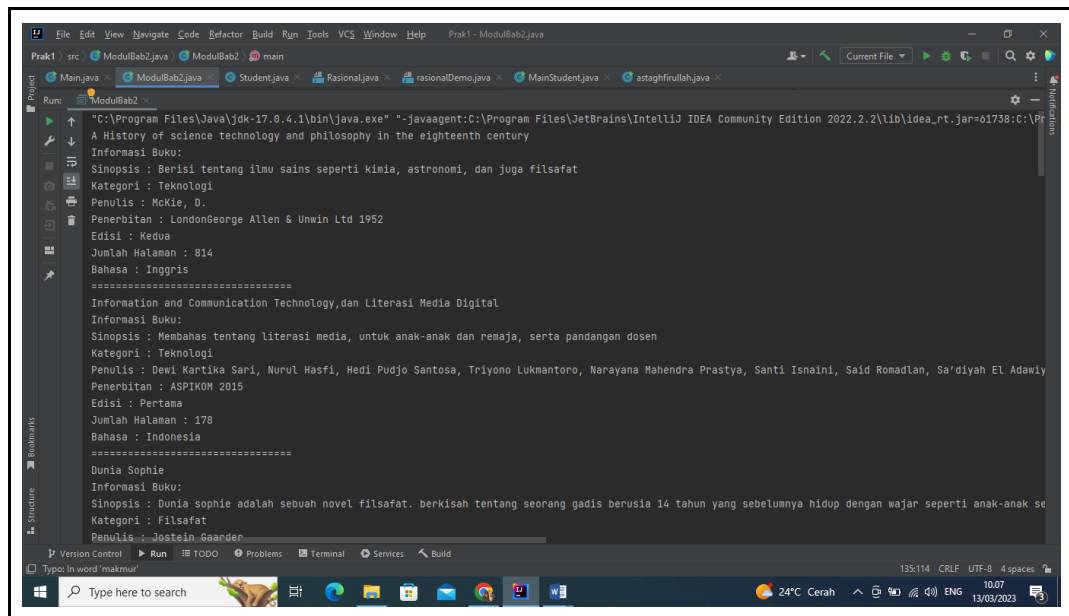 File Edit View Navigate Code Refactor Build Run Tools VCS Window Help Prak1 - ModulBab2.java
Prak1 src ModulBab2.java ModulBab2 main Current File
Main.java ModulBab2.java Student.java Rasional.java rasionalDemo.java MainStudent.java astaghfirullah.java
Project
Notifications
Run: ModulBab2
"C:\Program Files\Java\jdk-17.0.4.1\bin\java.exe" "-javaagent:C:\Program Files\JetBrains\IntelliJ IDEA Community Edition 2022.2.2\lib\idea_rt.jar=61738:C:\Pr
A History of science technology and philosophy in the eighteenth century
Informasi Buku:
Sinopsis : Berisi tentang ilmu sains seperti kimia, astronomi, dan juga filsafat
Kategori : Teknologi
Penulis : McKie, D.
Penerbitan : LondonGeorge Allen & Unwin Ltd 1952
Edisi : Kedua
Jumlah Halaman : 814
Bahasa : Inggris
=================================
Information and Communication Technology,dan Literasi Media Digital
Informasi Buku:
Sinopsis : Membahas tentang literasi media, untuk anak-anak dan remaja, serta pandangan dosen
Kategori : Teknologi
Penulis : Dewi Kartika Sari, Nurul Hasfi, Hedi Pudjo Santosa, Triyono Lukmantoro, Narayana Mahendra Prastya, Santi Isnaini, Said Romadlan, Sa'diyah El Adawiy
Penerbitan : ASPIKOM 2015
Edisi : Pertama
Jumlah Halaman : 178
Bahasa : Indonesia
=================================
Dunia Sophie
Informasi Buku:
Sinopsis : Dunia sophie adalah sebuah novel filsafat. berkisah tentang seorang gadis berusia 14 tahun yang sebelumnya hidup dengan wajar seperti anak-anak se
Kategori : Filsafat
Penulis : Jostein Gaarder
Bookmarks
Structure
Version Control Run TODO Problems Terminal Services Build
Typo: In word 'makmur' 135:114 CRLF UTF-8 4 spaces
Type here to search 24°C Cerah ENG 10.07
13/03/2023 3